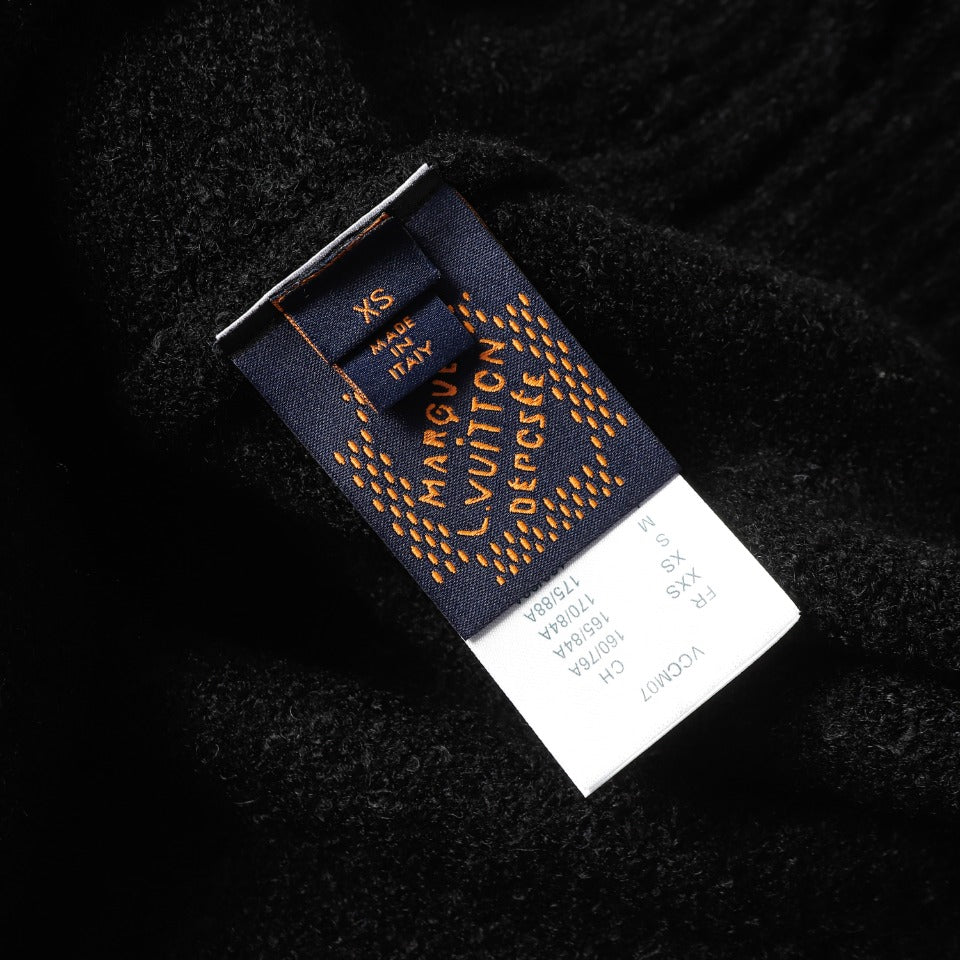 XS
MADE
IN
ITALY
MARQUE
L.VUITTON
DÉPOSÉE
VCCM07
FR CH
XXS 160/76A
XS 165/84A
S 170/84A
M 175/88A